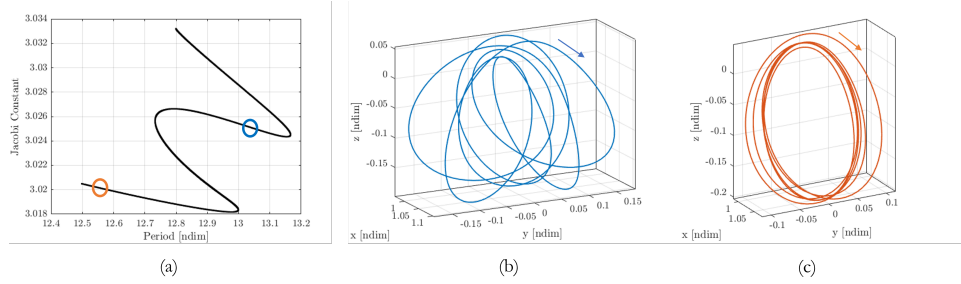 3.034
3.033
3.03
3.026
3.024
3.022
3.02
3.018
12.4 12.5 12.6 12.7 12.8 12.9 13 13.1 13.2
Jacobi Constant
Period [ndim]
(a)
0.05
0
-0.05
-0.1
-0.15
z [ndim]
1.05
1.1
x [ndim]
-0.15 -0.1 -0.05 0 0.05 0.1 0.15
y [ndim]
(b)
0
-0.05
-0.1
-0.15
-0.2
z [ndim]
1
1.05
x [ndim]
-0.1 -0.05 0 0.05 0.1
y [ndim]
(c)